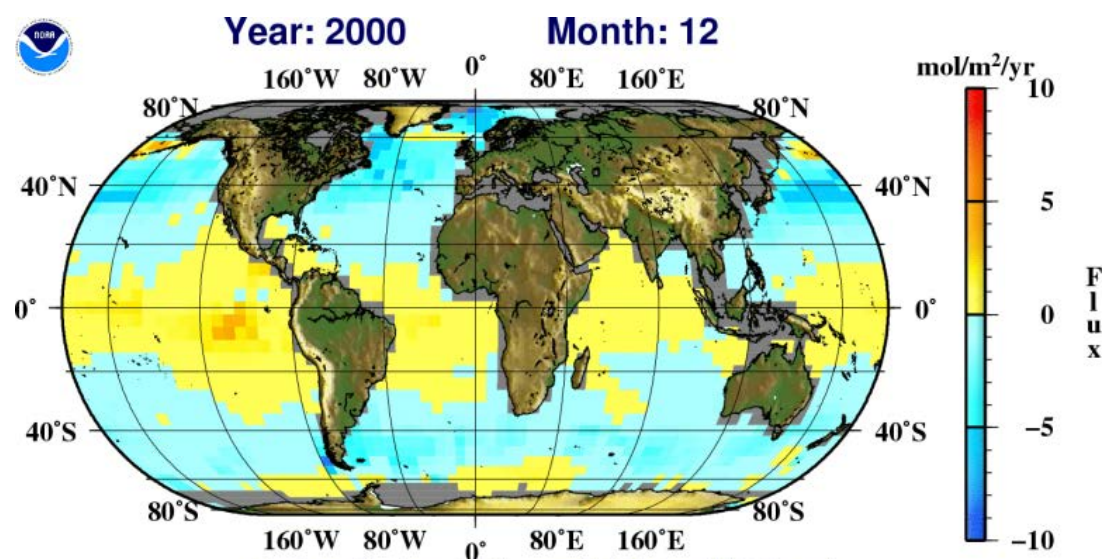 NOAA
Year: 2000 Month: 12
160˚W 80˚W 0˚ 80˚E 160˚E
mol/m²/yr
80˚N 80˚N
40˚N 40˚N
0˚ 0˚
40˚S 40˚S
80˚S 80˚S
160˚W 80˚W 0˚ 80˚E 160˚E
10
5
0
−5
−10
Flux